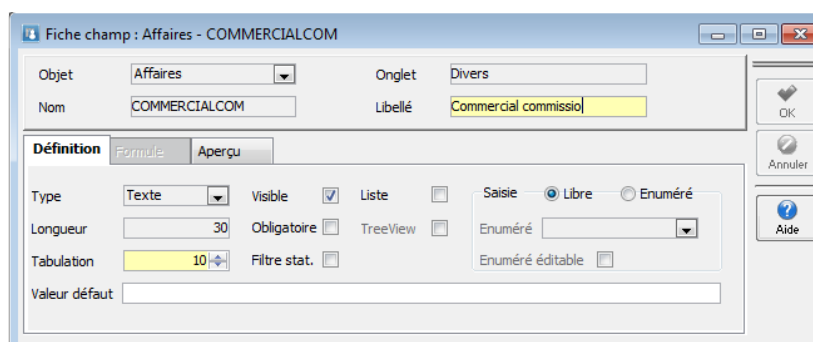 Fiche champ : Affaires - COMMERCIALCOM
Objet Affaires Onglet Divers
Nom COMMERCIALCOM Libellé Commercial commissio
OK
Annuler
Aide
Définition Formule Aperçu
Type Texte Visible Liste Saisie Libre Enuméré
Longueur 30 Obligatoire TreeView Enuméré
Tabulation 10 Filtre stat. Enuméré éditable
Valeur défaut